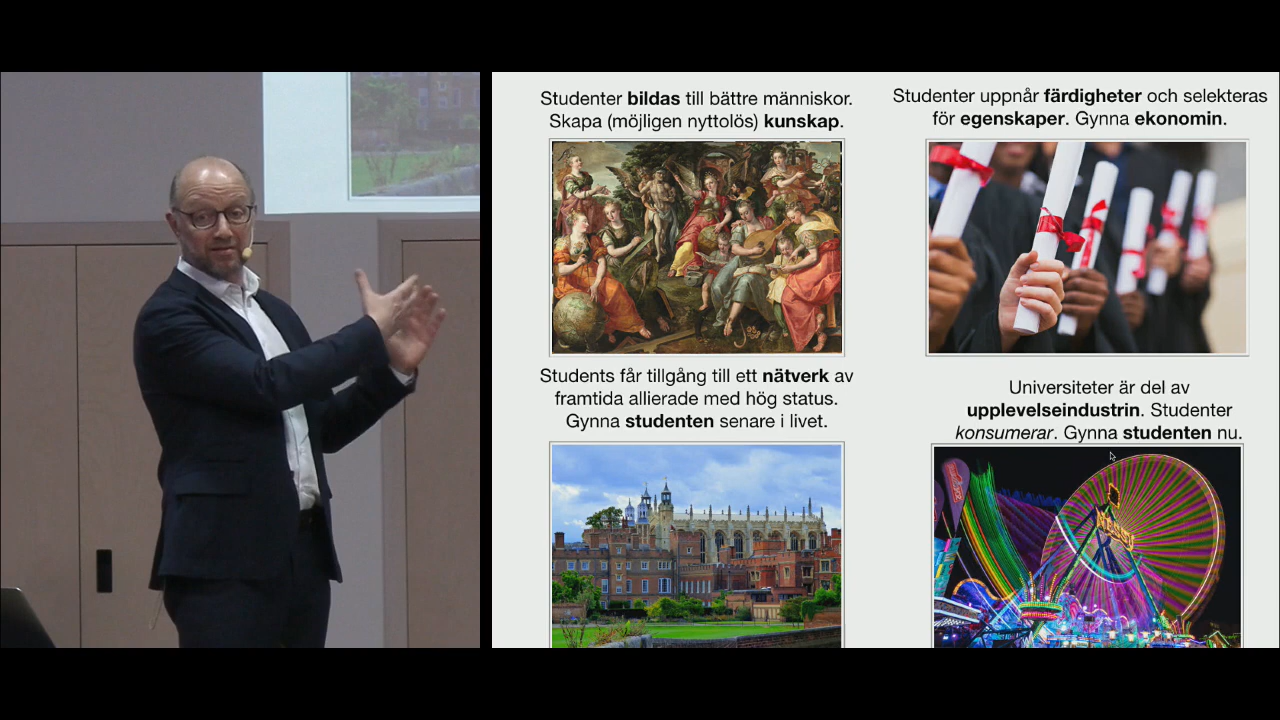 Studenter bildas till bättre människor.
Skapa (möjligen nyttolös) kunskap.
Studenter uppnår färdigheter och selekteras
för egenskaper. Gynna ekonomin.
Students får tillgång till ett nätverk av
framtida allierade med hög status.
Gynna studenten senare i livet.
Universiteter är del av
upplevelseindustrin. Studenter
konsumerar. Gynna studenten nu.